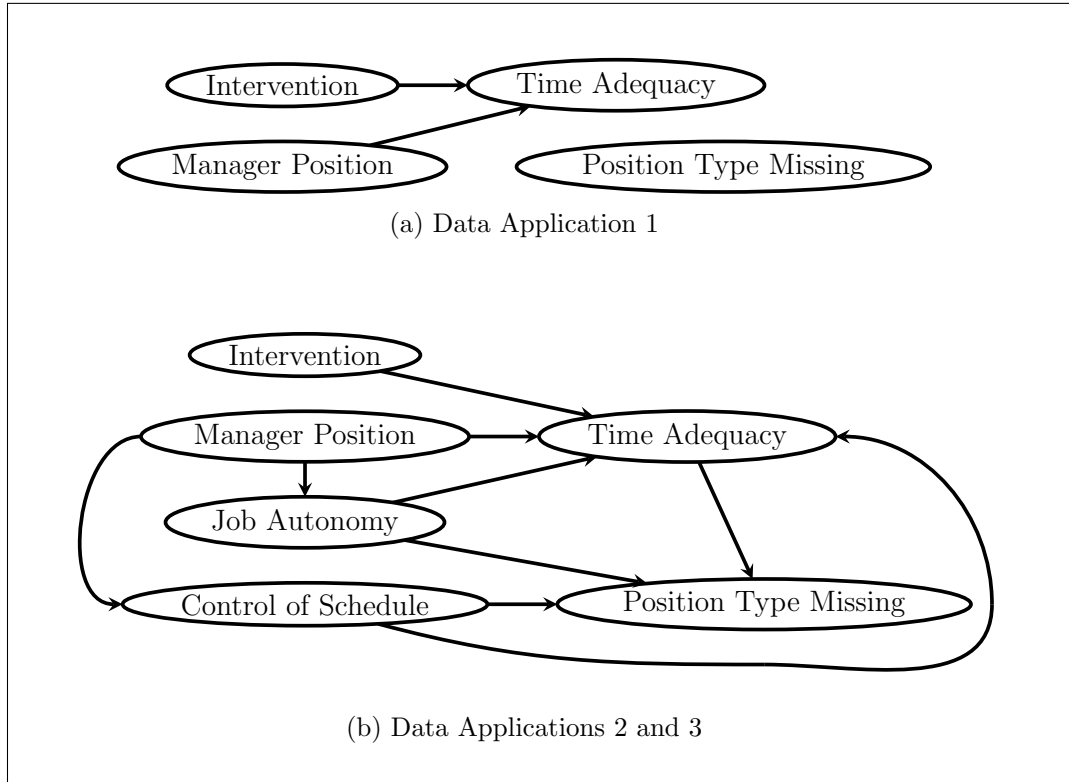 Intervention
Time Adequacy
Manager Position
Position Type Missing
(a) Data Application 1
Intervention
Manager Position
Time Adequacy
Job Autonomy
Control of Schedule
Position Type Missing
(b) Data Applications 2 and 3